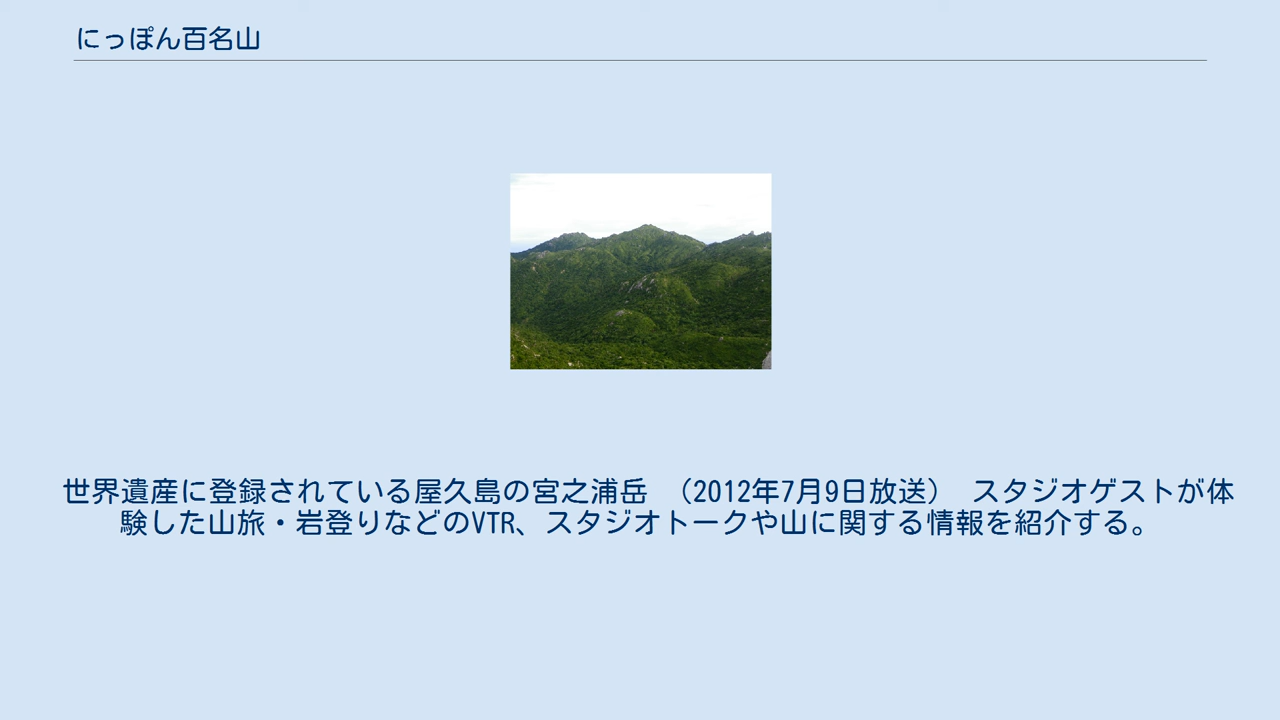 にっぽん百名山
世界遺産に登録されている屋久島の宮之浦岳　（2012年7月9日放送）　スタジオゲストが体
験した山旅・岩登りなどのVTR、スタジオトークや山に関する情報を紹介する。